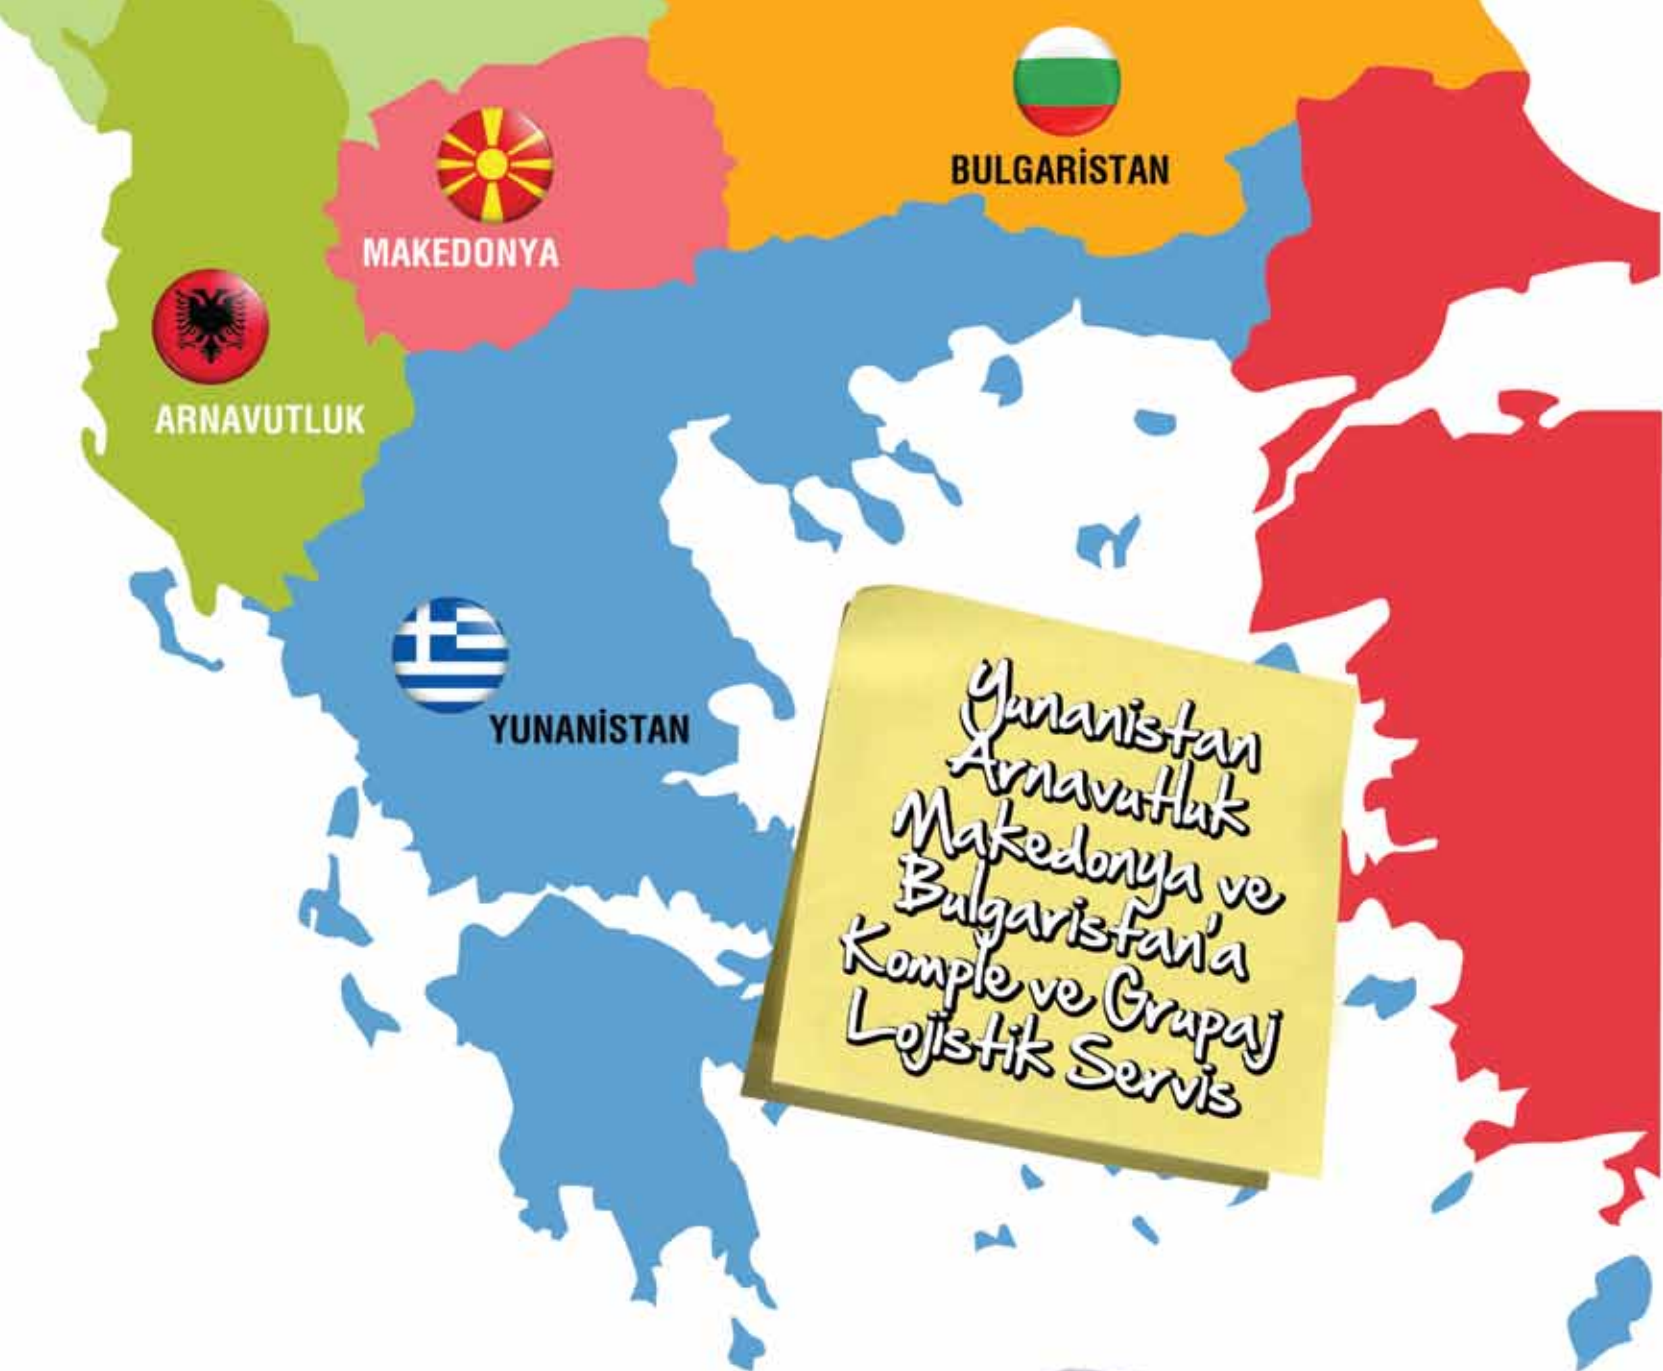 BULGARİSTAN
MAKEDONYA
ARNAVUTLUK
YUNANİSTAN
Yunanistan
Arnavutluk
Makedonya ve
Bulgaristan'a
Komple ve Grupaj
Lojistik Servis